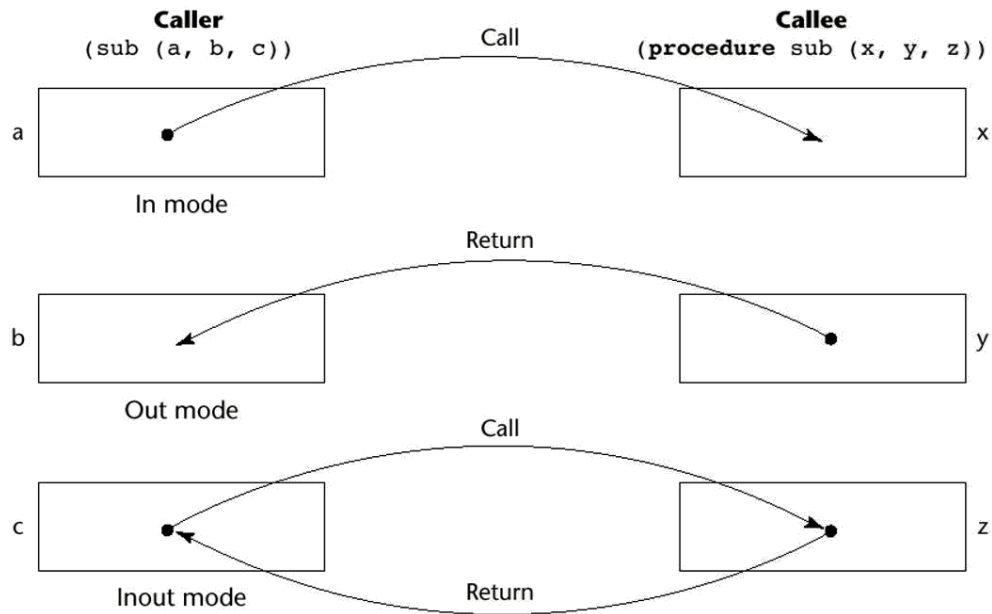 Caller
Callee
(sub (a, b, c))
Call
(procedure sub (x, y, z))
a
x
In mode
Return
b
y
Out mode
Call
c
z
Inout mode
Return